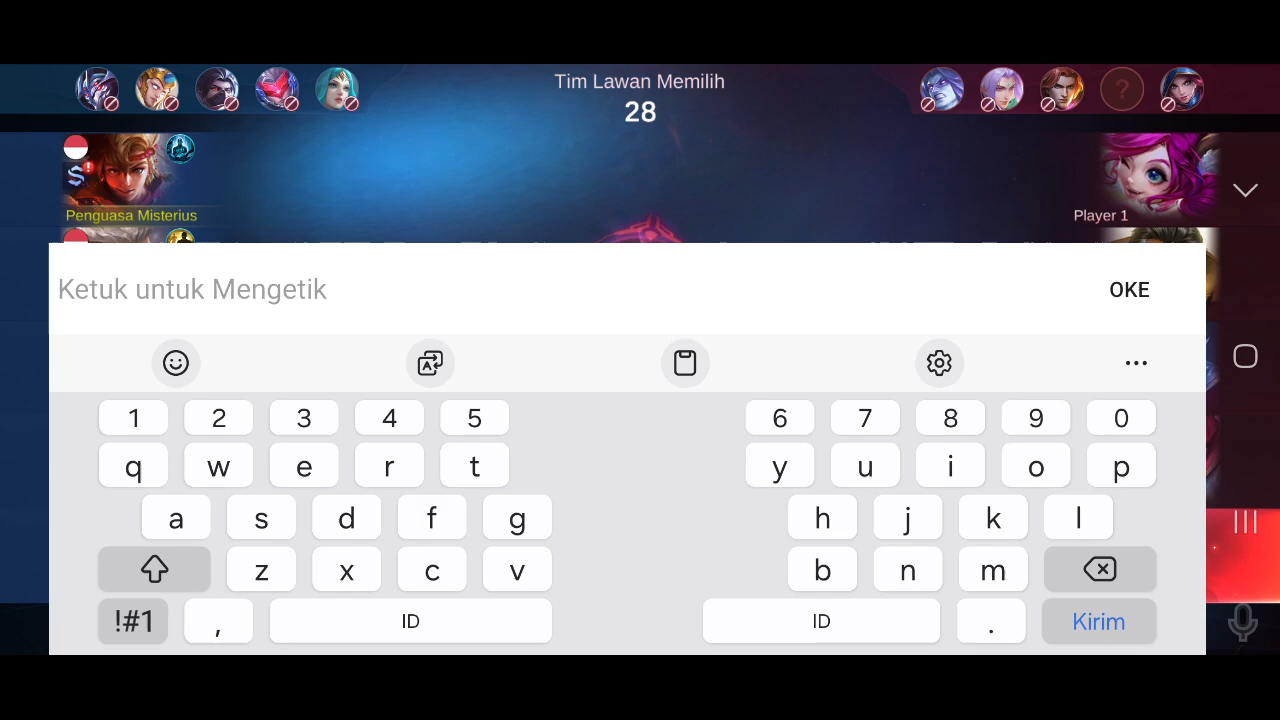 Tim Lawan Memilih
28
Penguasa Misterius
Player 1
Ketuk untuk Mengetik
OKE
1 2 3 4 5 6 7 8 9 0
q w e r t y u i o p
a s d f g h j k l
z x c v b n m
!#1 , ID ID . Kirim